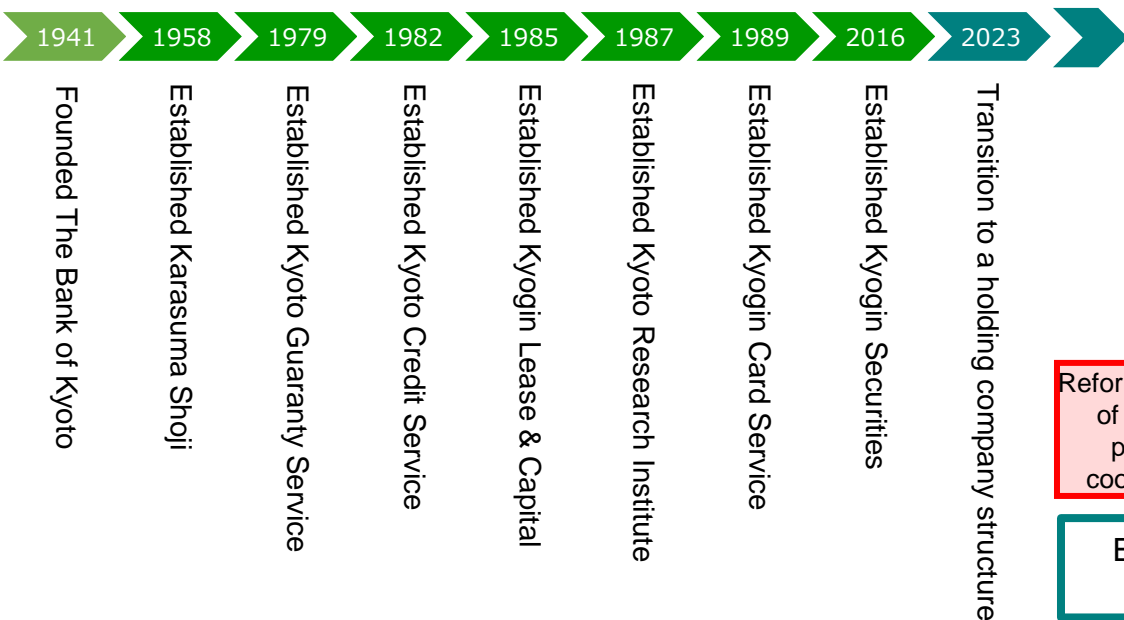 1941
1958
1979
1982
1985
1987
1989
2016
2023
Founded The Bank of Kyoto
Established Karasuma Shoji
Established Kyoto Guaranty Service
Established Kyoto Credit Service
Established Kyogin Lease & Capital
Established Kyoto Research Institute
Established Kyogin Card Service
Established Kyogin Securities
Transition to a holding company structure
of